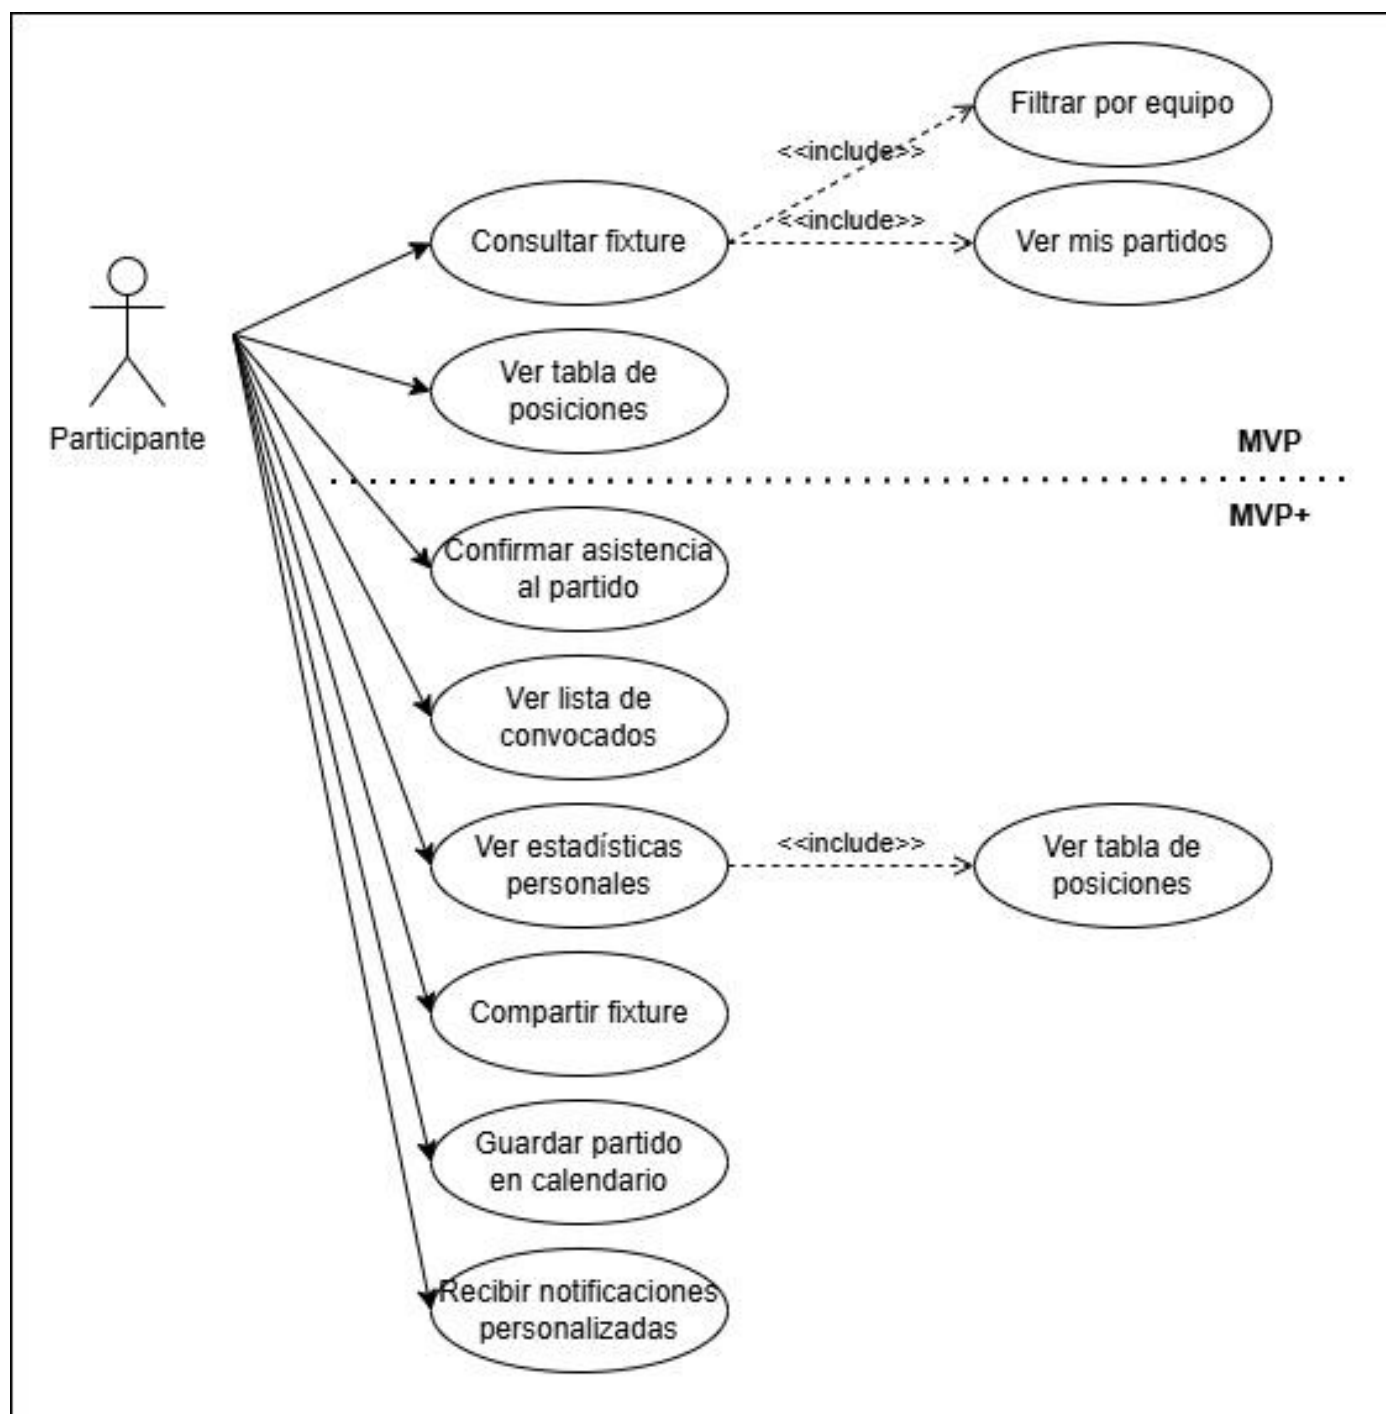 Filtrar por equipo
<<include>>
<<include>>
Consultar fixture
Ver mis partidos
Ver tabla de
posiciones
Participante
MVP
MVP+
Confirmar asistencia
al partido
Ver lista de
convocados
Ver estadísticas
personales
<<include>>
Ver tabla de
posiciones
Compartir fixture
Guardar partido
en calendario
Recibir notificaciones
personalizadas